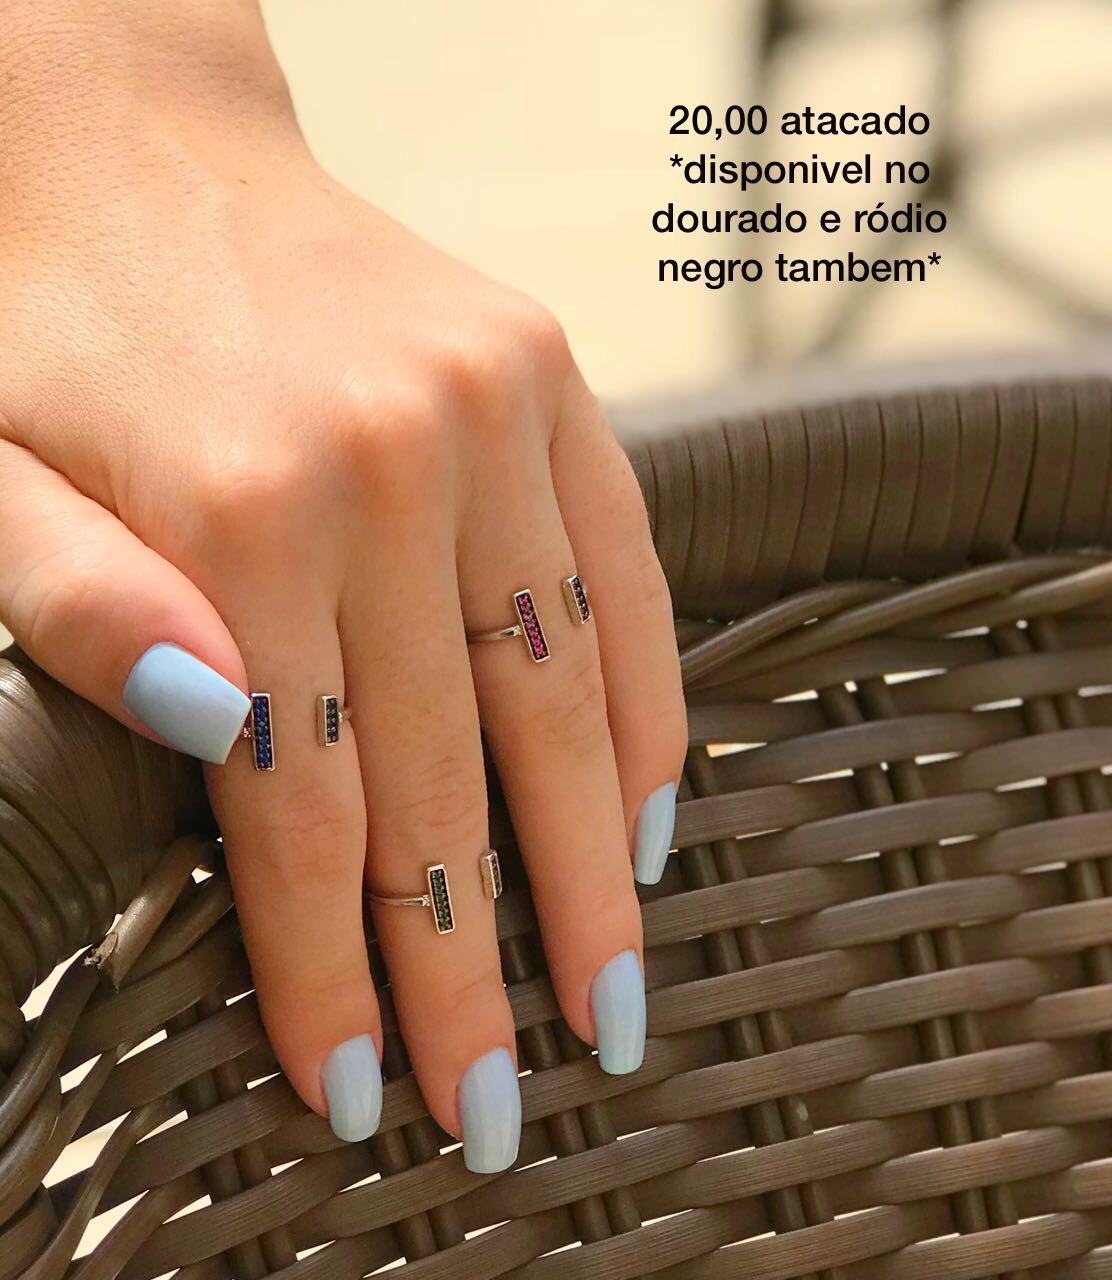 20,00 atacado
*disponivel no
dourado e ródio
negro tambem*